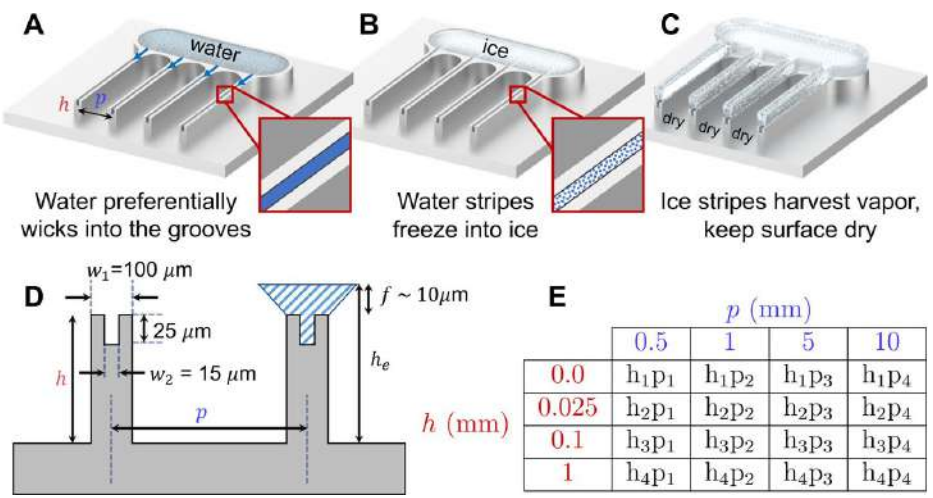 A
water
h
p
Water preferentially
wicks into the grooves
B
ice
Water stripes
freeze into ice
C
dry
dry
dry
Ice stripes harvest vapor,
keep surface dry
D
w₁=100 μm
25 μm
w₂ = 15 μm
h
p
f ~ 10μm
hₑ
E
p (mm)
0.5 1 5 10
h (mm)
0.0 h₁p₁ h₁p₂ h₁p₃ h₁p₄
0.025 h₂p₁ h₂p₂ h₂p₃ h₂p₄
0.1 h₃p₁ h₃p₂ h₃p₃ h₃p₄
1 h₄p₁ h₄p₂ h₄p₃ h₄p₄